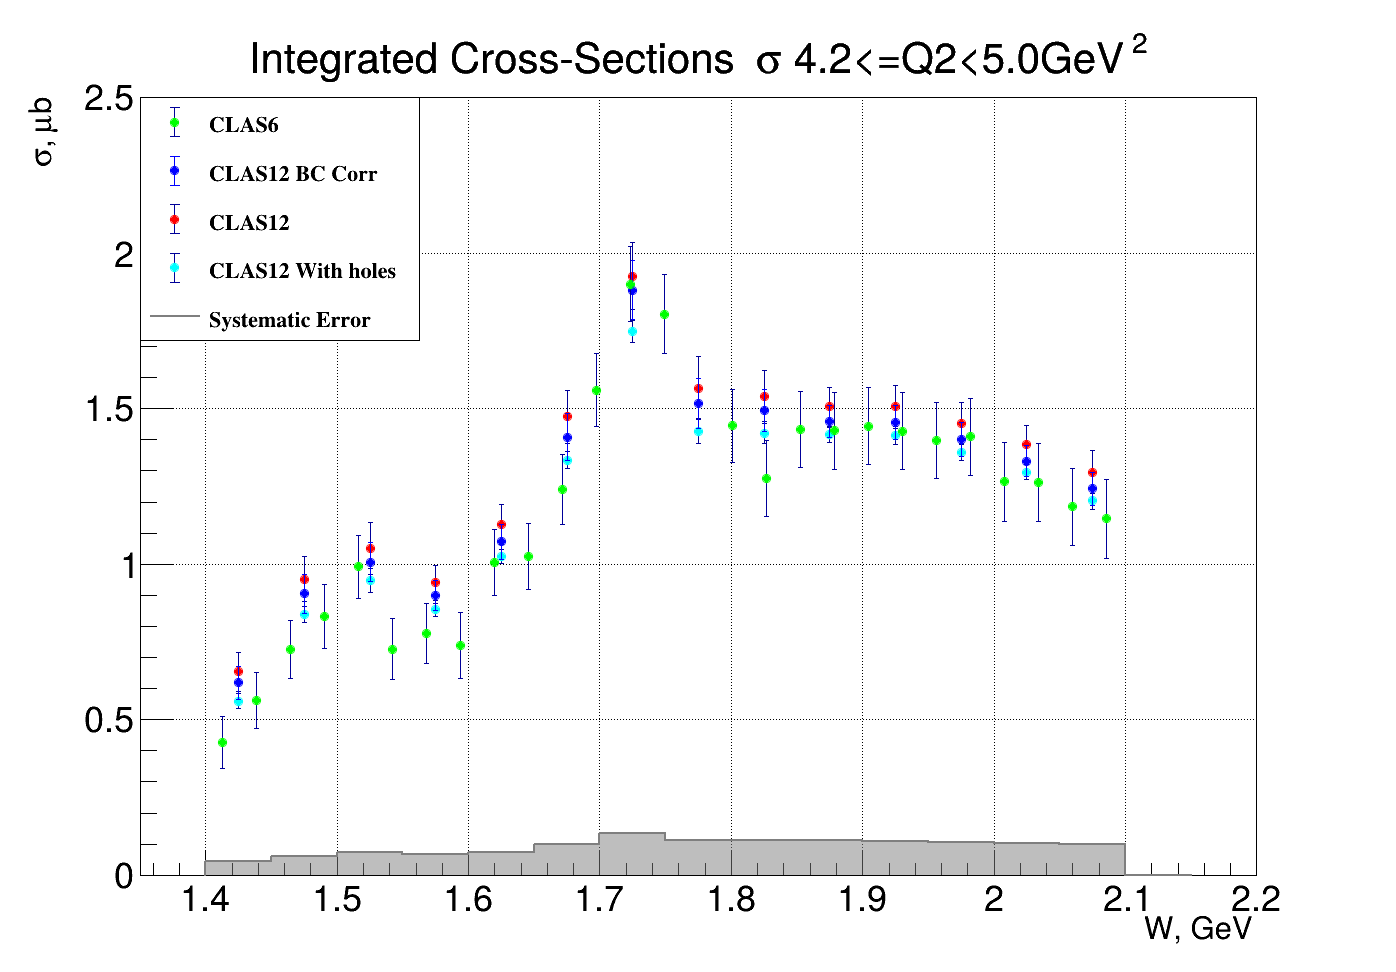 Integrated Cross-Sections σ 4.2<=Q2<5.0GeV²
σ, μb
2.5
2
1.5
1
0.5
0
CLAS6
CLAS12 BC Corr
CLAS12
CLAS12 With holes
Systematic Error
1.4 1.5 1.6 1.7 1.8 1.9 2 2.1 2.2
W, GeV